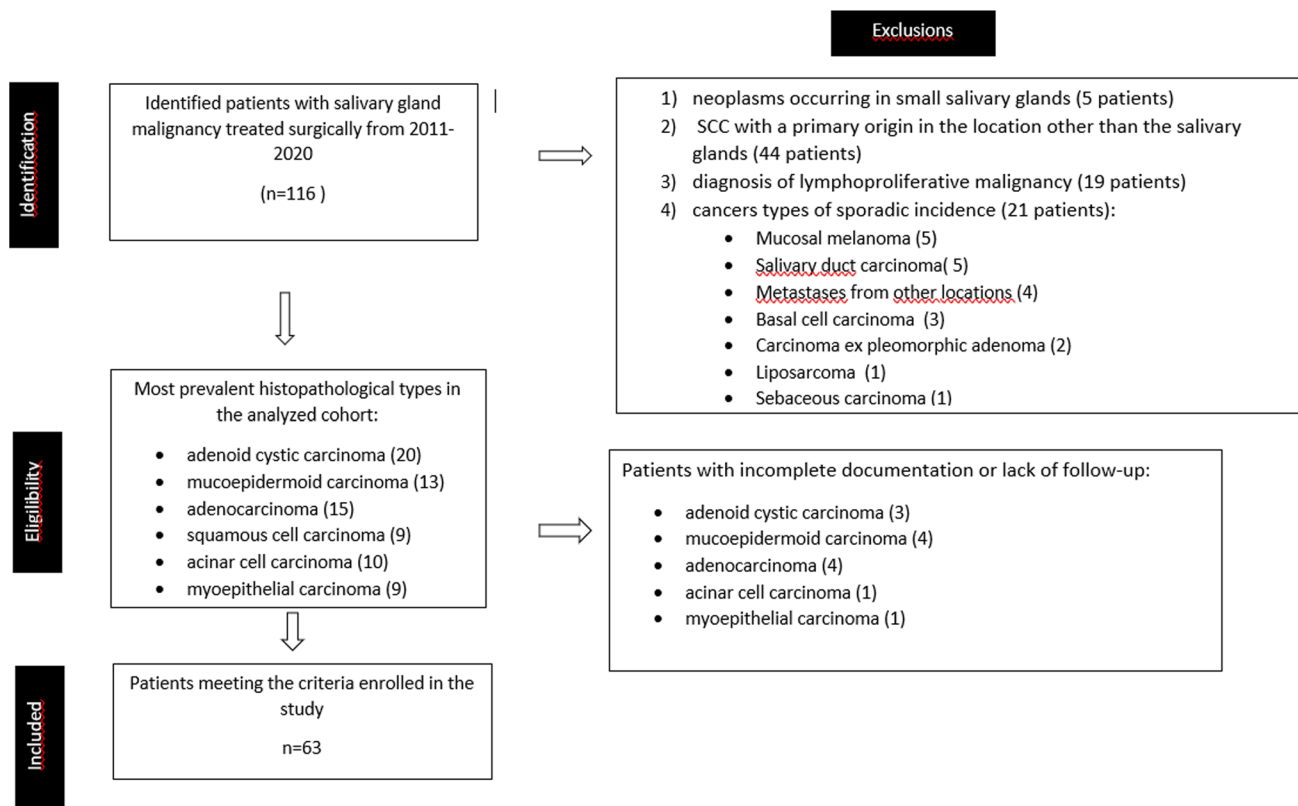 Exclusions
Identification
Identified patients with salivary gland
malignancy treated surgically from 2011-
2020
(n=116 )
1) neoplasms occurring in small salivary glands (5 patients)
2) SCC with a primary origin in the location other than the salivary
glands (44 patients)
3) diagnosis of lymphoproliferative malignancy (19 patients)
4) cancers types of sporadic incidence (21 patients):
• Mucosal melanoma (5)
• Salivary duct carcinoma( 5)
• Metastases from other locations (4)
• Basal cell carcinoma (3)
• Carcinoma ex pleomorphic adenoma (2)
• Liposarcoma (1)
• Sebaceous carcinoma (1)
Eligilibility
Most prevalent histopathological types in
the analyzed cohort:
• adenoid cystic carcinoma (20)
• mucoepidermoid carcinoma (13)
• adenocarcinoma (15)
• squamous cell carcinoma (9)
• acinar cell carcinoma (10)
• myoepithelial carcinoma (9)
Patients with incomplete documentation or lack of follow-up:
• adenoid cystic carcinoma (3)
• mucoepidermoid carcinoma (4)
• adenocarcinoma (4)
• acinar cell carcinoma (1)
• myoepithelial carcinoma (1)
Included
Patients meeting the criteria enrolled in the
study
n=63